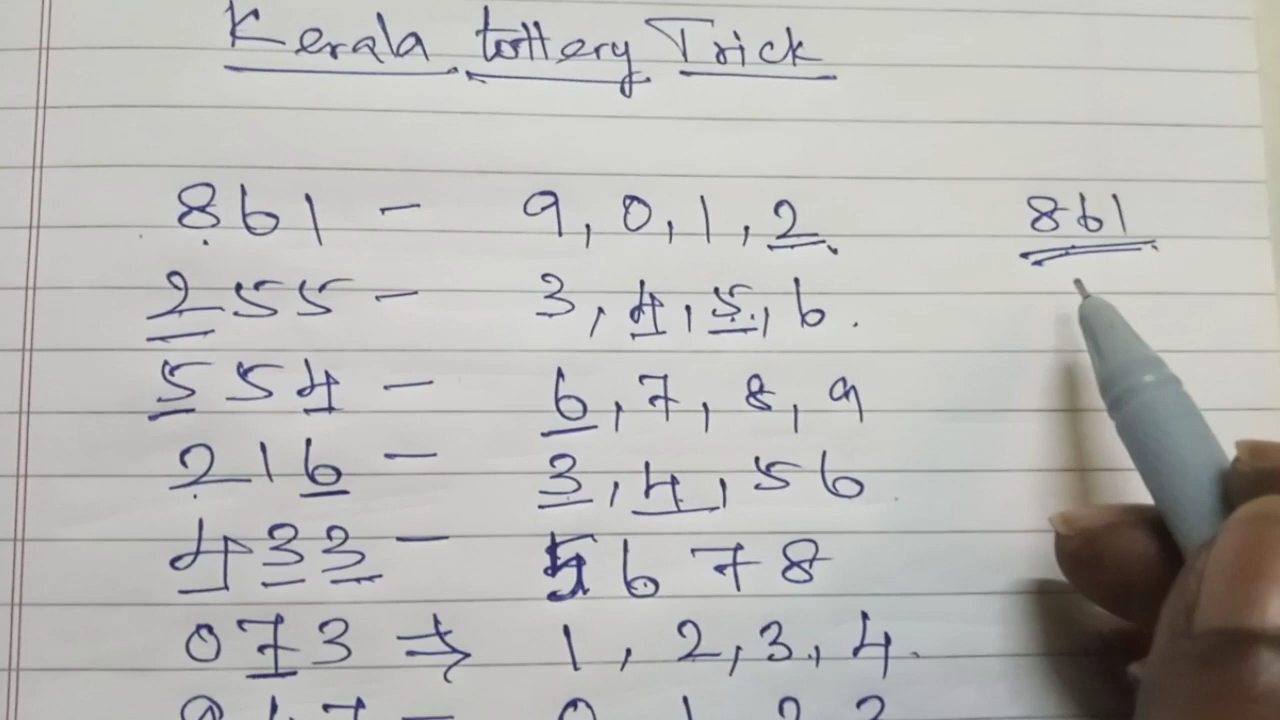 Kerala Lottery Trick
861 - 9, 0, 1, 2. 861
255 - 3, 4, 5, 6.
554 - 6, 7, 8, 9
216 - 3, 4, 5 6
433 - 5 6 7 8
073 ⇒ 1, 2, 3, 4.